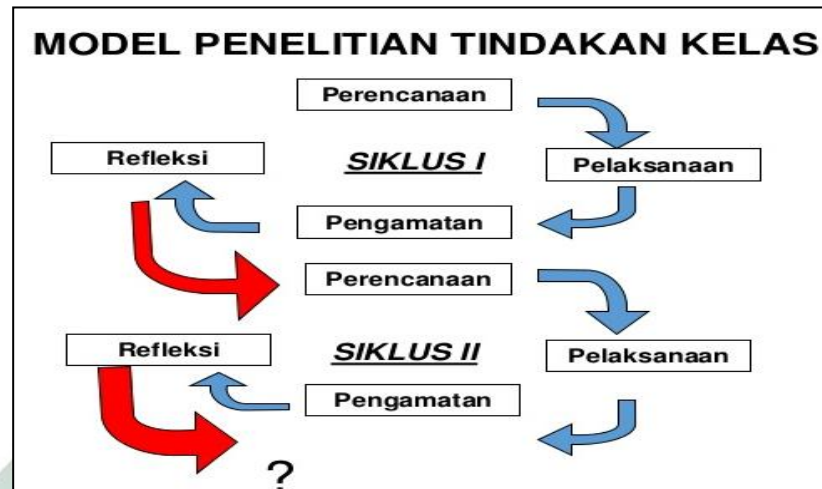 MODEL PENELITIAN TINDAKAN KELAS
Perencanaan
Refleksi
SIKLUS I
Pelaksanaan
Pengamatan
Perencanaan
Refleksi
SIKLUS II
Pelaksanaan
Pengamatan
?